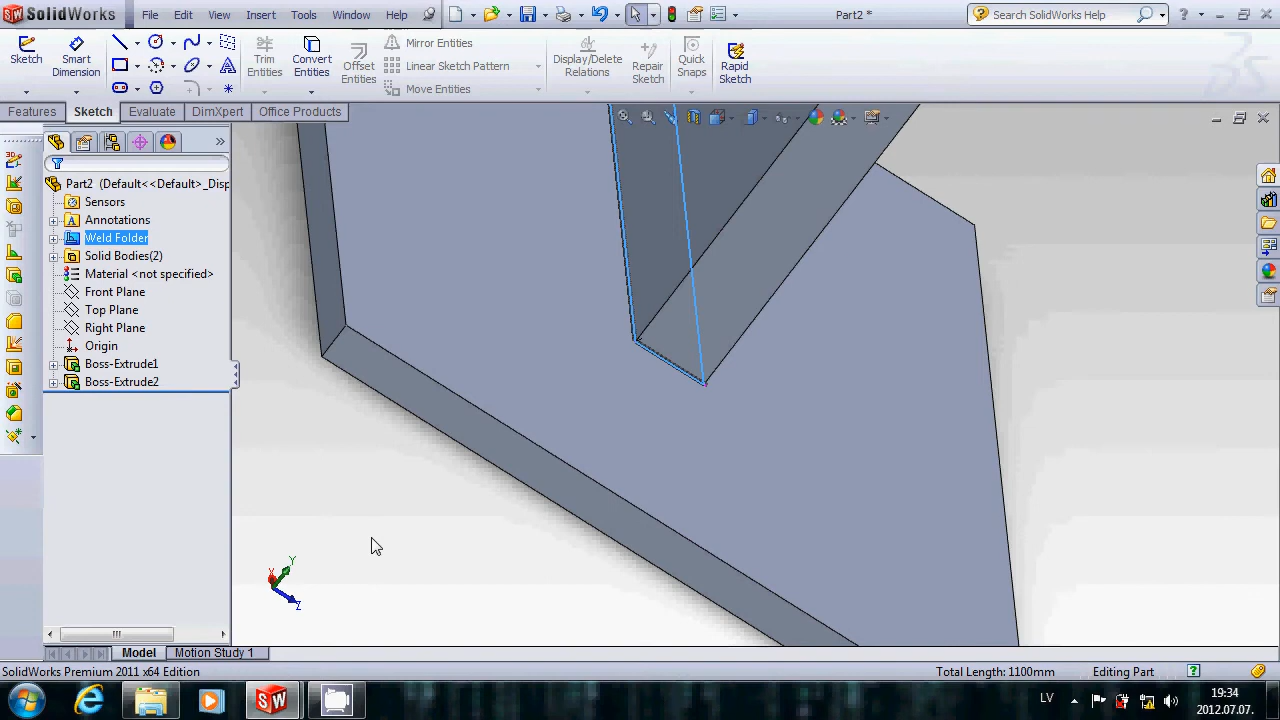 SolidWorks File Edit View Insert Tools Window Help Part2 * Search SolidWorks Help
Sketch Smart Dimension Trim Entities Convert Entities Offset Entities Mirror Entities Linear Sketch Pattern Move Entities Display/Delete Relations Repair Sketch Quick Snaps Rapid Sketch
Features Sketch Evaluate DimXpert Office Products
Part2 (Default<<Default>_Disp
Sensors
Annotations
Weld Folder
Solid Bodies(2)
Material <not specified>
Front Plane
Top Plane
Right Plane
Origin
Boss-Extrude1
Boss-Extrude2
Y
X
Z
Model Motion Study 1
SolidWorks Premium 2011 x64 Edition Total Length: 1100mm Editing Part
LV 19:34
2012.07.07.